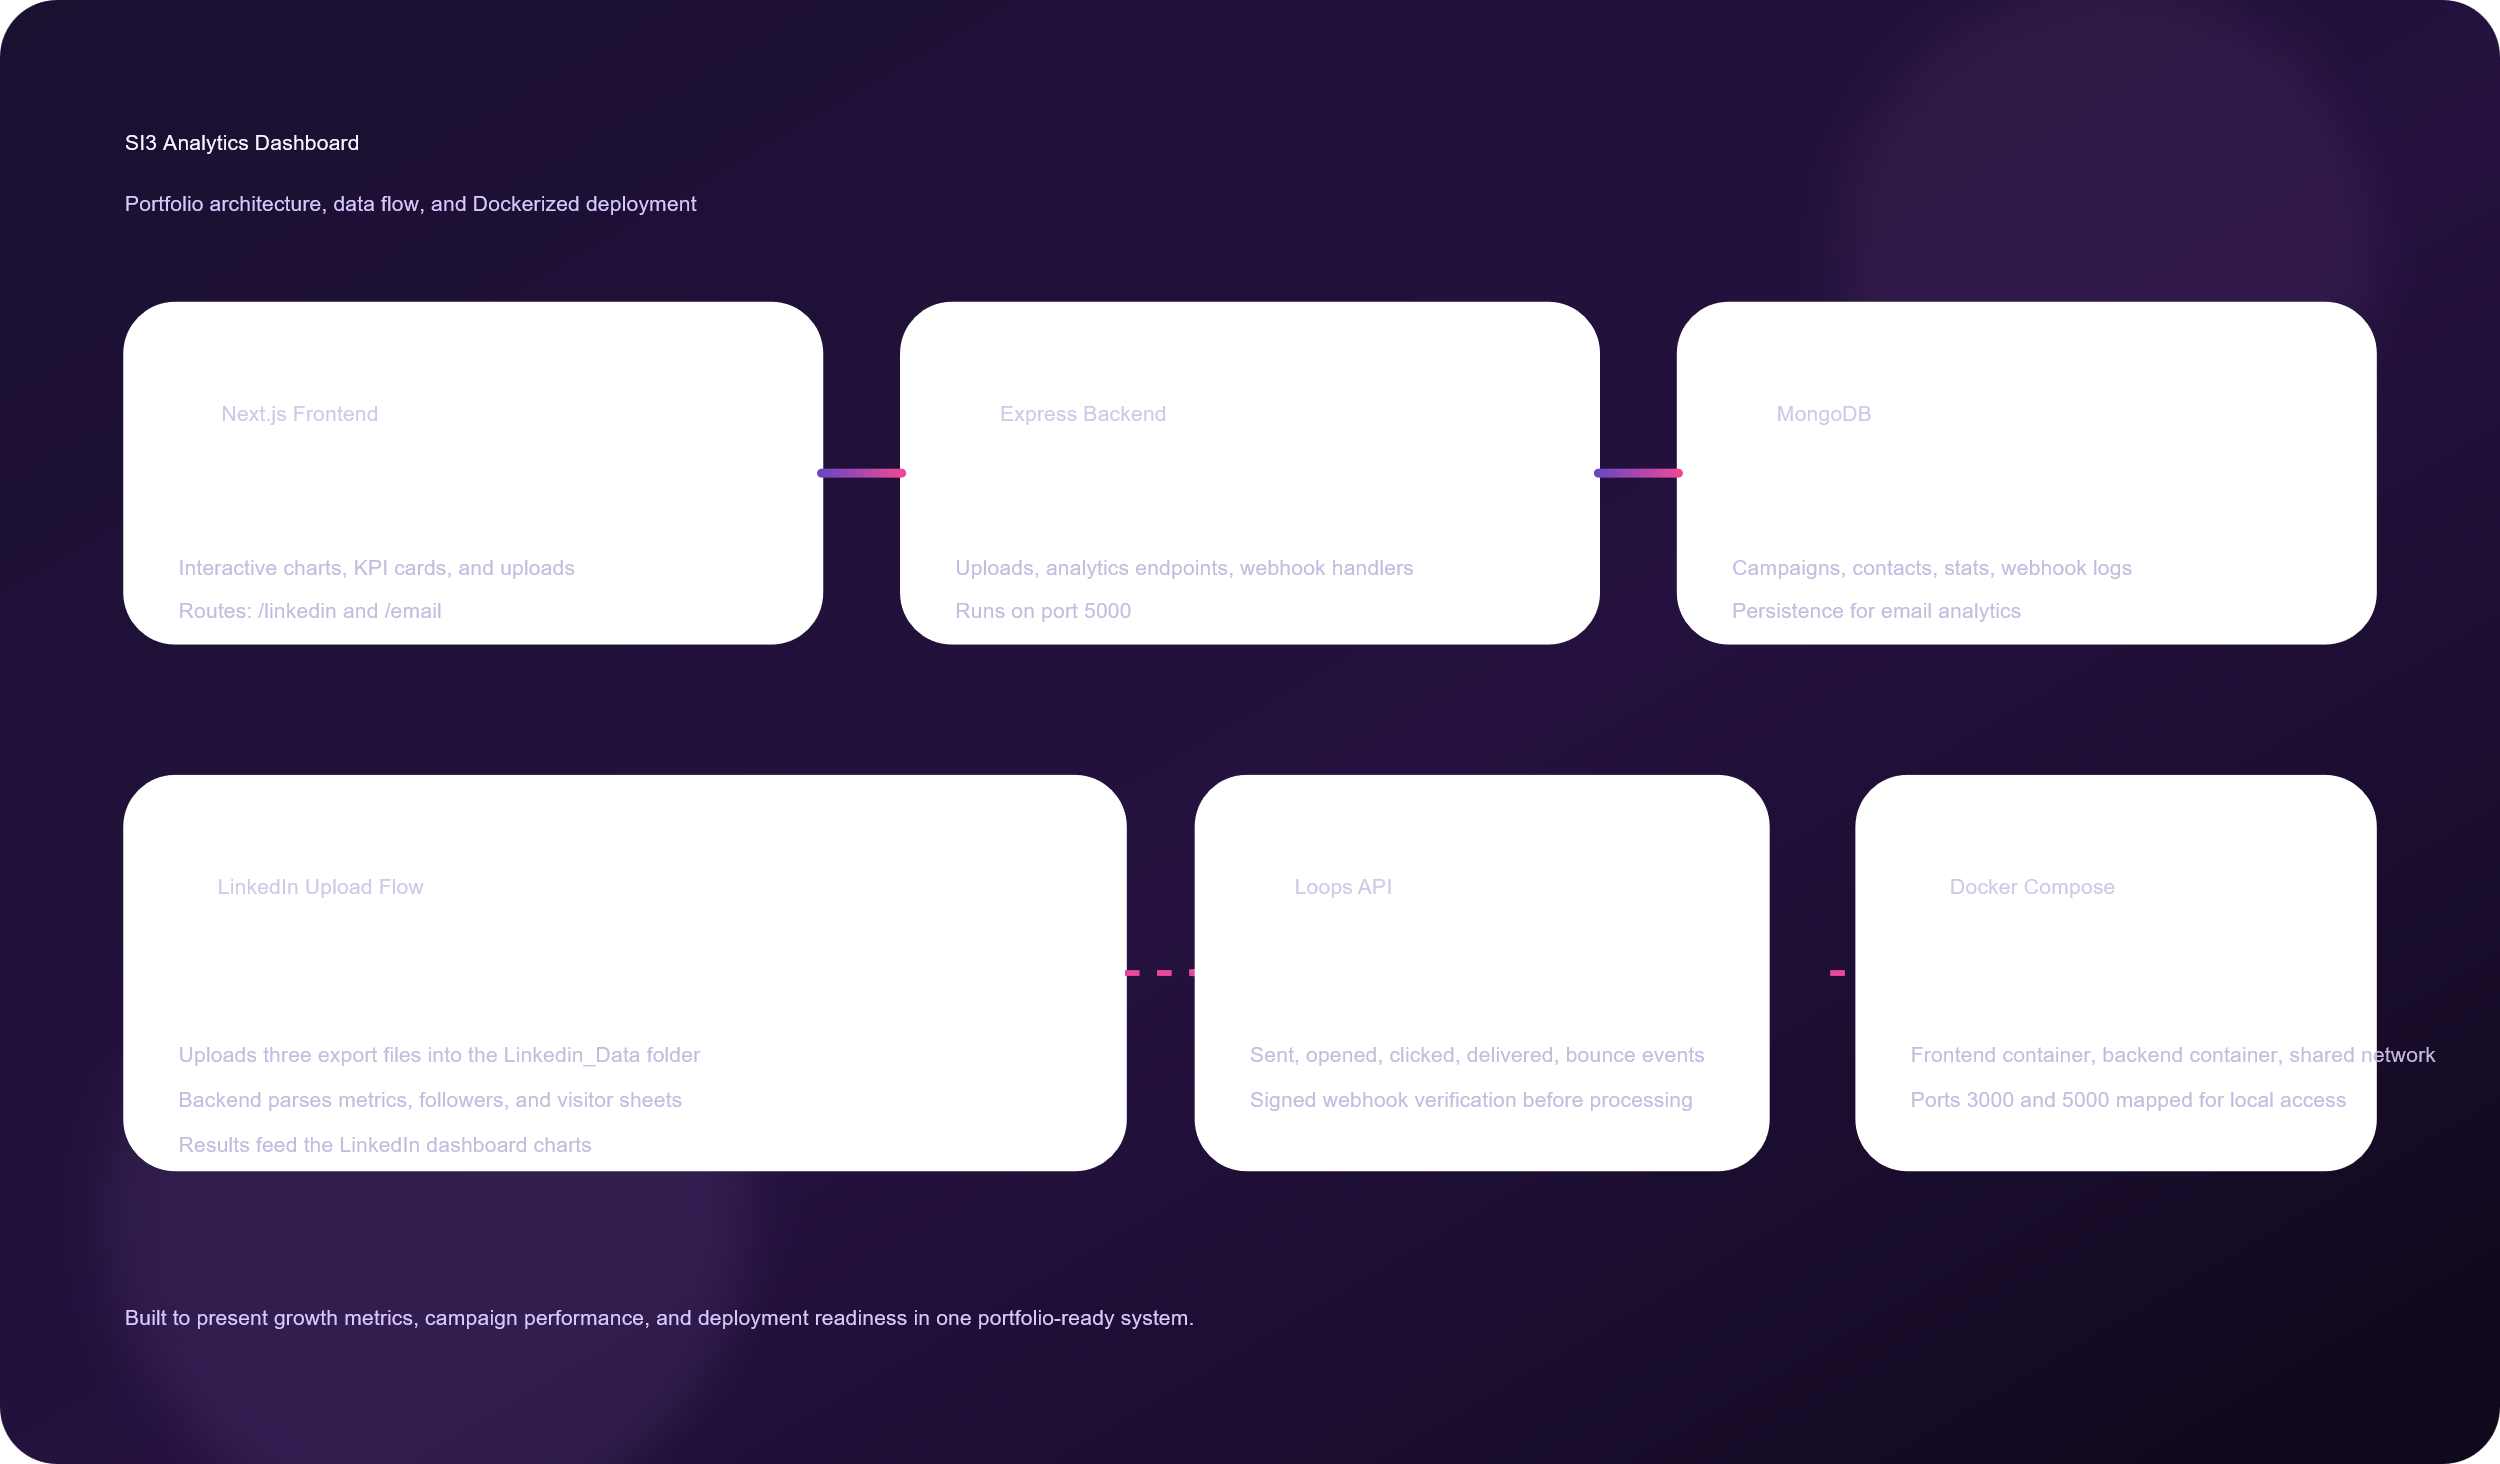 SI3 Analytics Dashboard
Portfolio architecture, data flow, and Dockerized deployment
Next.js Frontend
Interactive charts, KPI cards, and uploads
Routes: /linkedin and /email
Express Backend
Uploads, analytics endpoints, webhook handlers
Runs on port 5000
MongoDB
Campaigns, contacts, stats, webhook logs
Persistence for email analytics
LinkedIn Upload Flow
Uploads three export files into the Linkedin_Data folder
Backend parses metrics, followers, and visitor sheets
Results feed the LinkedIn dashboard charts
Loops API
Sent, opened, clicked, delivered, bounce events
Signed webhook verification before processing
Docker Compose
Frontend container, backend container, shared network
Ports 3000 and 5000 mapped for local access
Built to present growth metrics, campaign performance, and deployment readiness in one portfolio-ready system.